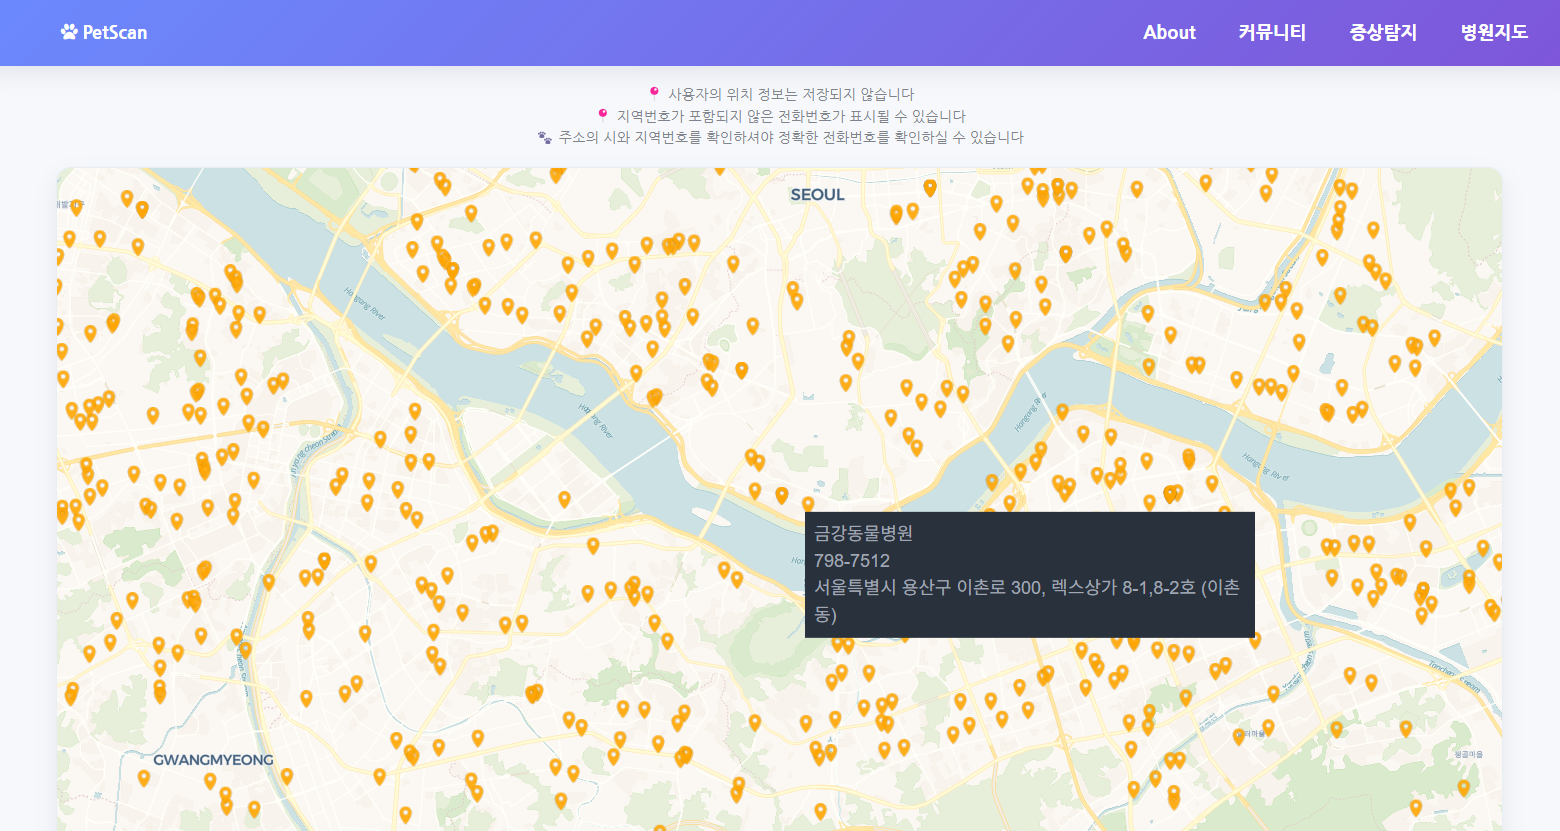 PetScan
About 커뮤니티 증상탐지 병원지도
사용자의 위치 정보는 저장되지 않습니다
지역번호가 포함되지 않은 전화번호가 표시될 수 있습니다
주소의 시와 지역번호를 확인하셔야 정확한 전화번호를 확인하실 수 있습니다
SEOUL
Hangang River
Hangang River
Hangang River
Hangang River
금강동물병원
798-7512
서울특별시 용산구 이촌로 300, 렉스상가 8-1,8-2호 (이촌
동)
GWANGMYEONG